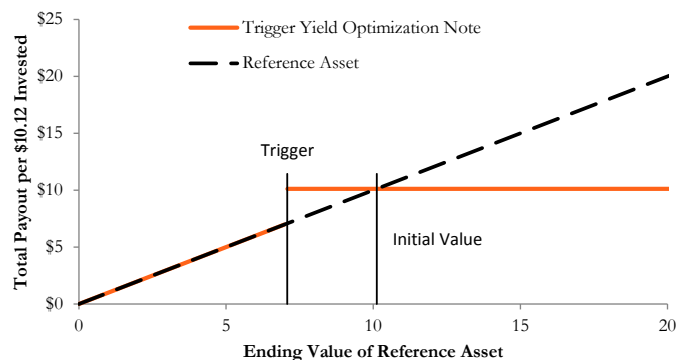 $25
Trigger Yield Optimization Note
Reference Asset
$20
$15
Trigger
$10
Initial Value
$5
$0
0
5
10
15
20
Total Payout per $10.12 Invested
Ending Value of Reference Asset